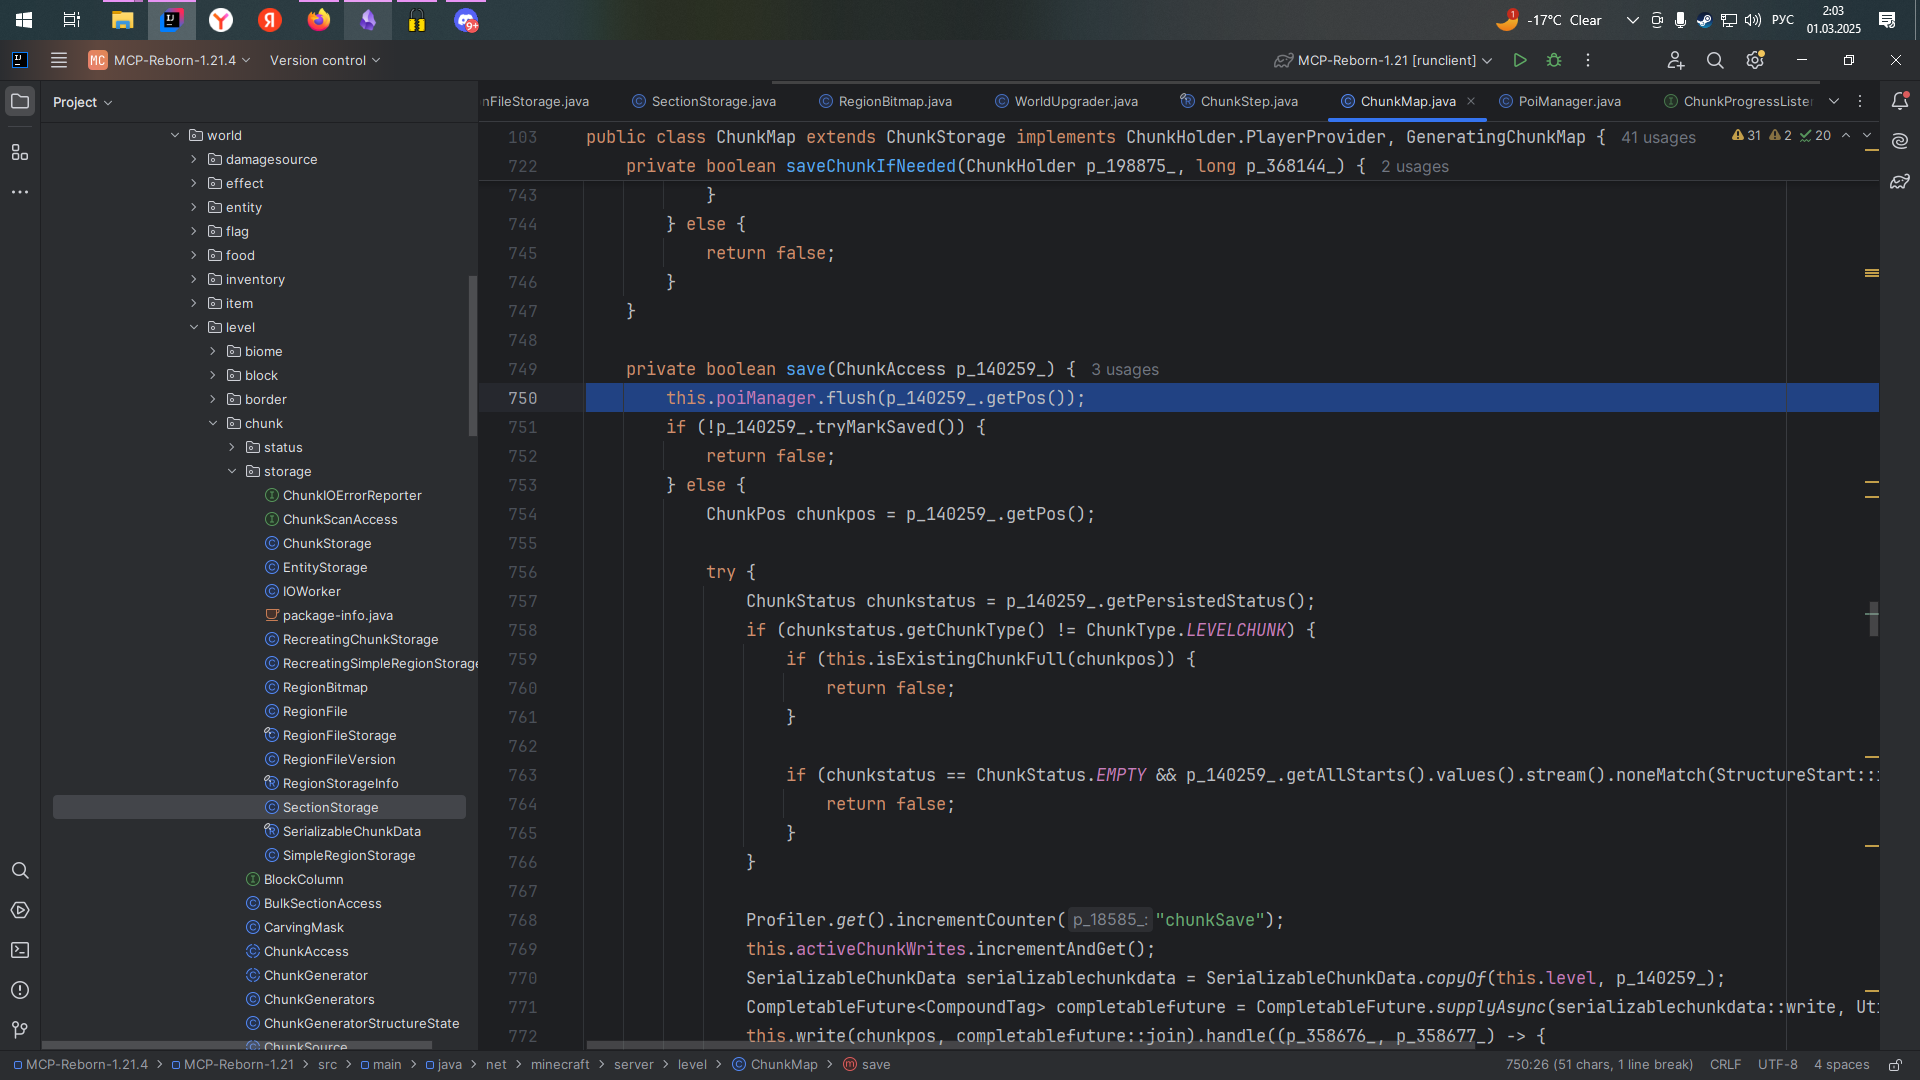 -17°C Clear
РУС
2:03
01.03.2025
9+
1
MC MCP-Reborn-1.21.4
Version control
MCP-Reborn-1.21 [runclient]
Project
nFileStorage.java
SectionStorage.java
RegionBitmap.java
WorldUpgrader.java
ChunkStep.java
ChunkMap.java
PoiManager.java
ChunkProgressListe
world
damagesource
effect
entity
flag
food
inventory
item
level
biome
block
border
chunk
status
storage
ChunkIOErrorReporter
ChunkScanAccess
ChunkStorage
EntityStorage
IOWorker
package-info.java
RecreatingChunkStorage
RecreatingSimpleRegionStorage
RegionBitmap
RegionFile
RegionFileStorage
RegionFileVersion
RegionStorageInfo
SectionStorage
SerializableChunkData
SimpleRegionStorage
BlockColumn
BulkSectionAccess
CarvingMask
ChunkAccess
ChunkGenerator
ChunkGenerators
ChunkGeneratorStructureState
ChunkSource
103 public class ChunkMap extends ChunkStorage implements ChunkHolder.PlayerProvider, GeneratingChunkMap { 41 usages
31 2 20
722 private boolean saveChunkIfNeeded(ChunkHolder p_198875_, long p_368144_) { 2 usages
743 }
744 } else {
745 return false;
746 }
747 }
748
749 private boolean save(ChunkAccess p_140259_) { 3 usages
750 this.poiManager.flush(p_140259_.getPos());
751 if (!p_140259_.tryMarkSaved()) {
752 return false;
753 } else {
754 ChunkPos chunkpos = p_140259_.getPos();
755
756 try {
757 ChunkStatus chunkstatus = p_140259_.getPersistedStatus();
758 if (chunkstatus.getChunkType() != ChunkType.LEVELCHUNK) {
759 if (this.isExistingChunkFull(chunkpos)) {
760 return false;
761 }
762
763 if (chunkstatus == ChunkStatus.EMPTY && p_140259_.getAllStarts().values().stream().noneMatch(StructureStart::
764 return false;
765 }
766 }
767
768 Profiler.get().incrementCounter( p_18585_: "chunkSave");
769 this.activeChunkWrites.incrementAndGet();
770 SerializableChunkData serializablechunkdata = SerializableChunkData.copyOf(this.level, p_140259_);
771 CompletableFuture<CompoundTag> completablefuture = CompletableFuture.supplyAsync(serializablechunkdata::write, Uti
772 this.write(chunkpos, completablefuture::join).handle((p_358676_, p_358677_) -> {
MCP-Reborn-1.21.4 > MCP-Reborn-1.21 > src > main > java > net > minecraft > server > level > ChunkMap > save
750:26 (51 chars, 1 line break) CRLF UTF-8 4 spaces